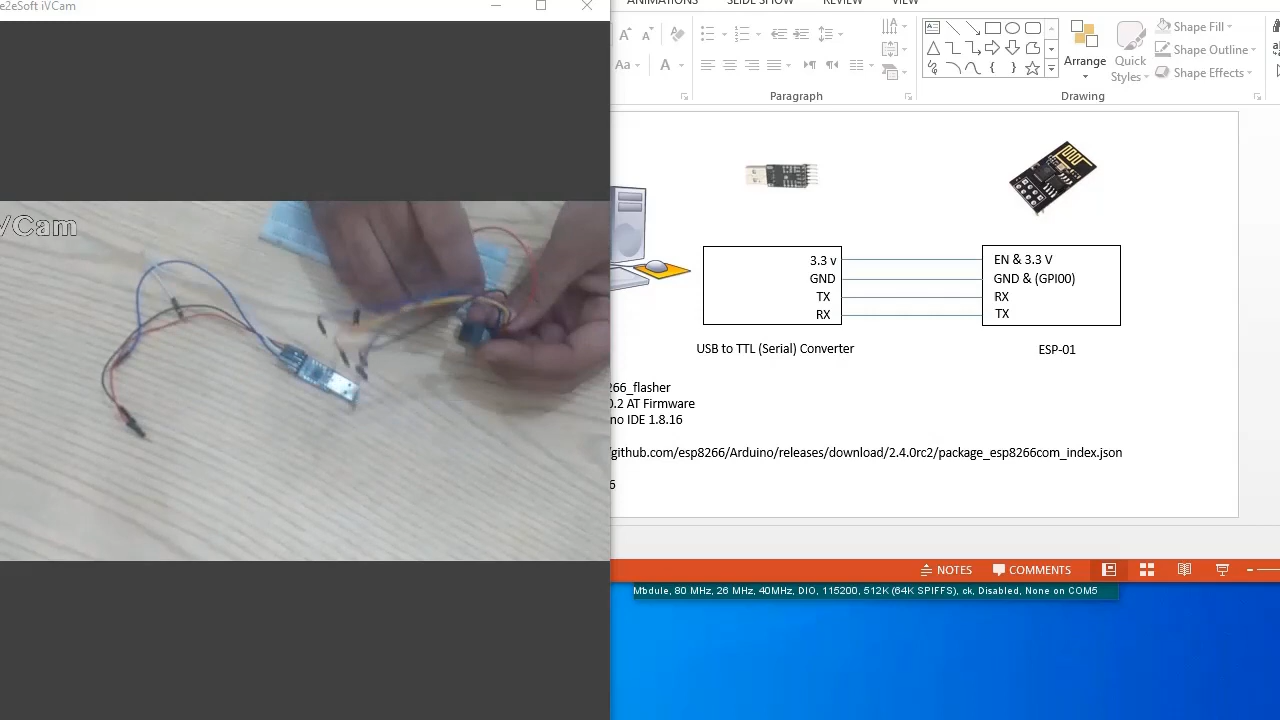 e2eSoft iVCam
ANIMATIONS SLIDE SHOW REVIEW VIEW
Aa
A
Shape Fill
Arrange
Quick
Styles
Shape Outline
Shape Effects
Paragraph
Drawing
VCam
3.3 v
GND
TX
RX
EN & 3.3 V
GND & (GPI00)
RX
TX
USB to TTL (Serial) Converter
ESP-01
266_flasher
0.2 AT Firmware
no IDE 1.8.16
/github.com/esp8266/Arduino/releases/download/2.4.0rc2/package_esp8266com_index.json
6
NOTES COMMENTS
Module, 80 MHz, 26 MHz, 40MHz, DIO, 115200, 512K (64K SPIFFS), ck, Disabled, None on COM5